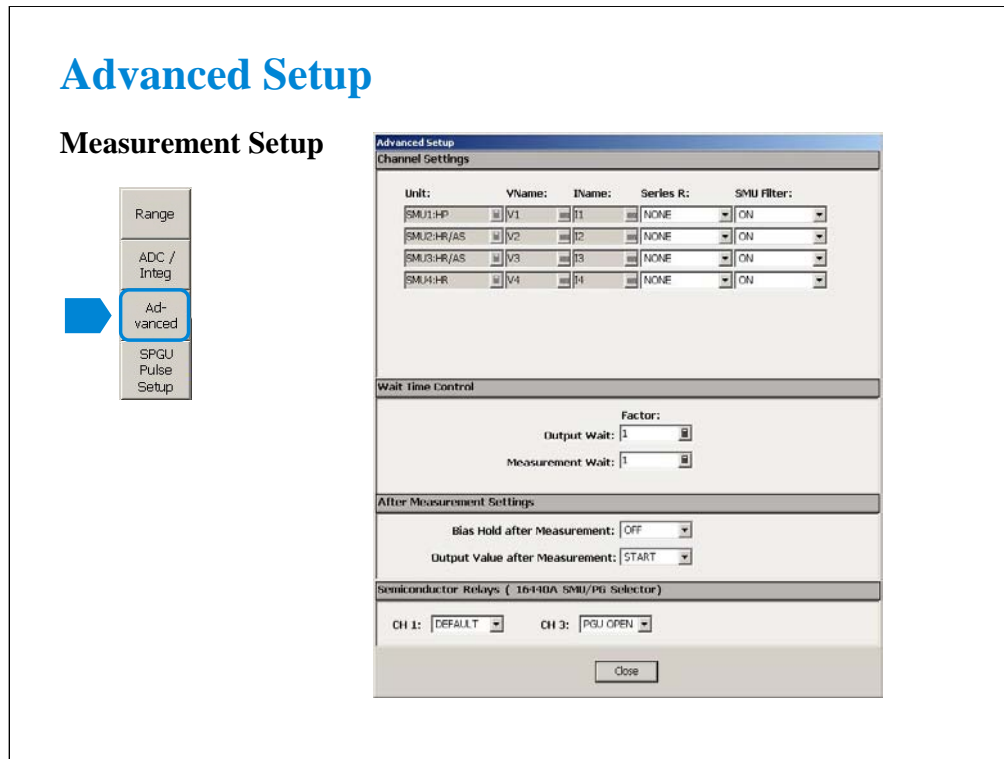 Advanced Setup
Measurement Setup
Range
ADC /
Integ
Ad-
vanced
SPGU
Pulse
Setup
Advanced Setup
Channel Settings
Unit: VName: IName: Series R: SMU Filter:
SMU1:HP V1 I1 NONE ON
SMU2:HR/AS V2 I2 NONE ON
SMU3:HR/AS V3 I3 NONE ON
SMU4:HR V4 I4 NONE ON
Wait Time Control
Factor:
Output Wait: 1
Measurement Wait: 1
After Measurement Settings
Bias Hold after Measurement: OFF
Output Value after Measurement: START
Semiconductor Relays ( 16440A SMU/PG Selector)
CH 1: DEFAULT CH 3: PGU OPEN
Close